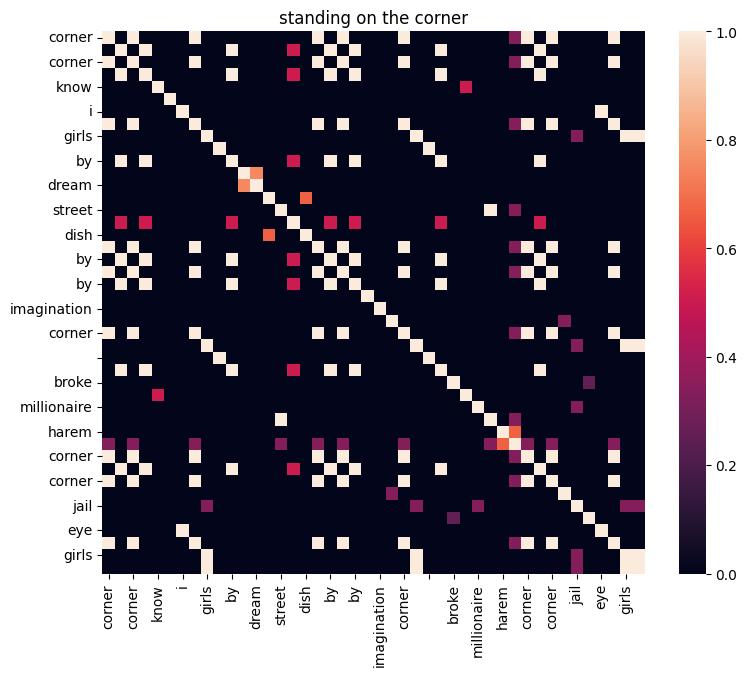 standing on the corner
corner
corner
know
i
girls
by
dream
street
dish
by
by
imagination
corner
broke
millionaire
harem
corner
corner
jail
eye
girls
corner
corner
know
i
girls
by
dream
street
dish
by
by
imagination
corner
broke
millionaire
harem
corner
corner
jail
eye
girls
1.0
0.8
0.6
0.4
0.2
0.0